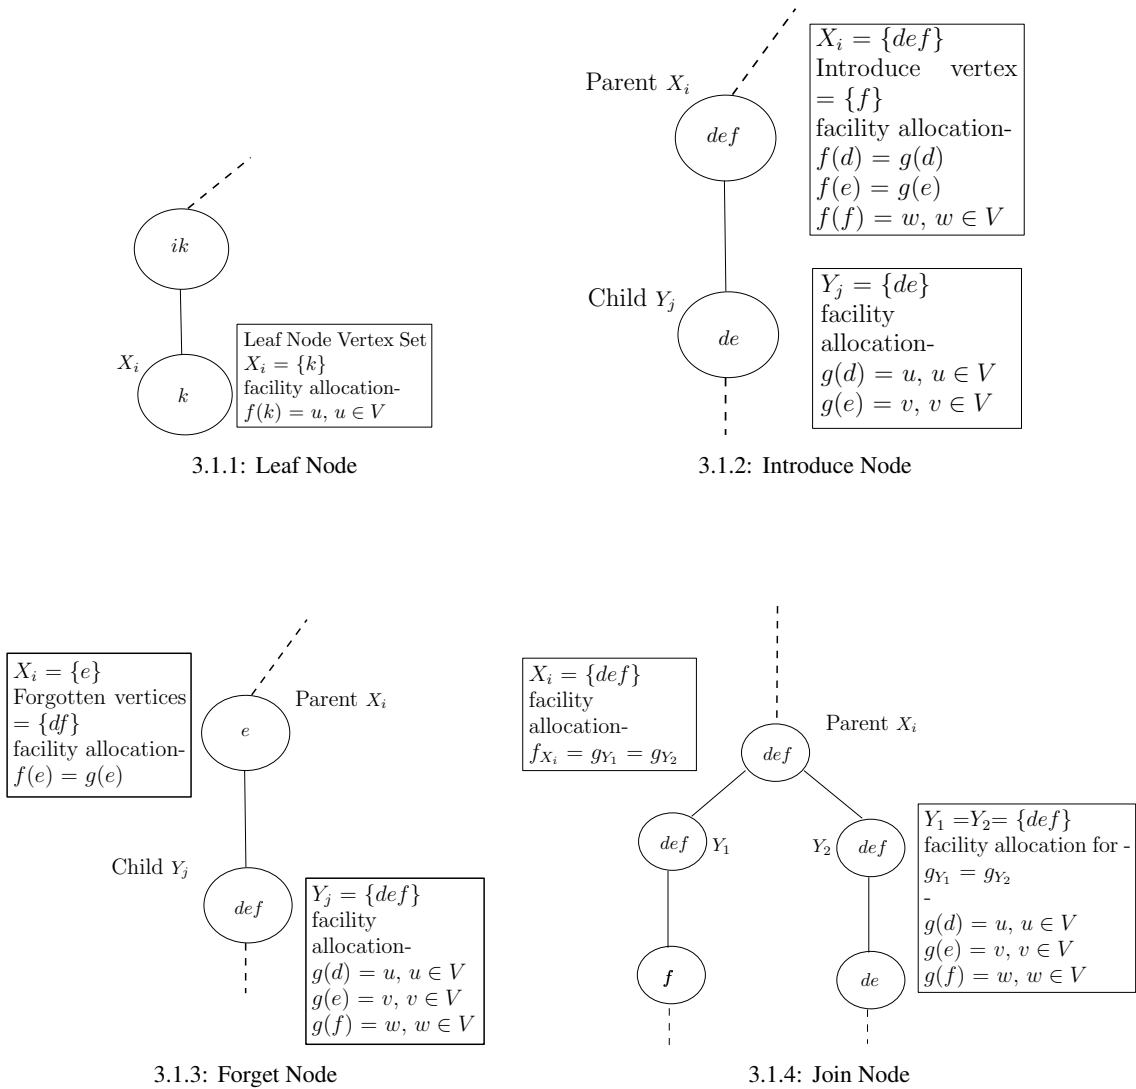 ik
X_i
k
Leaf Node Vertex Set
X_i = {k}
facility allocation-
f(k) = u, u ∈ V
3.1.1: Leaf Node
Parent X_i
def
Child Y_j
de
X_i = {def}
Introduce vertex
= {f}
facility allocation-
f(d) = g(d)
f(e) = g(e)
f(f) = w, w ∈ V
Y_j = {de}
facility
allocation-
g(d) = u, u ∈ V
g(e) = v, v ∈ V
3.1.2: Introduce Node
X_i = {e}
Forgotten vertices
= {df}
facility allocation-
f(e) = g(e)
e
Parent X_i
Child Y_j
def
Y_j = {def}
facility
allocation-
g(d) = u, u ∈ V
g(e) = v, v ∈ V
g(f) = w, w ∈ V
3.1.3: Forget Node
X_i = {def}
facility
allocation-
f_{X_i} = g_{Y_1} = g_{Y_2}
Parent X_i
def
def Y_1
Y_2 def
f
de
Y_1 =Y_2= {def}
facility allocation for -
g_{Y_1} = g_{Y_2}
-
g(d) = u, u ∈ V
g(e) = v, v ∈ V
g(f) = w, w ∈ V
3.1.4: Join Node